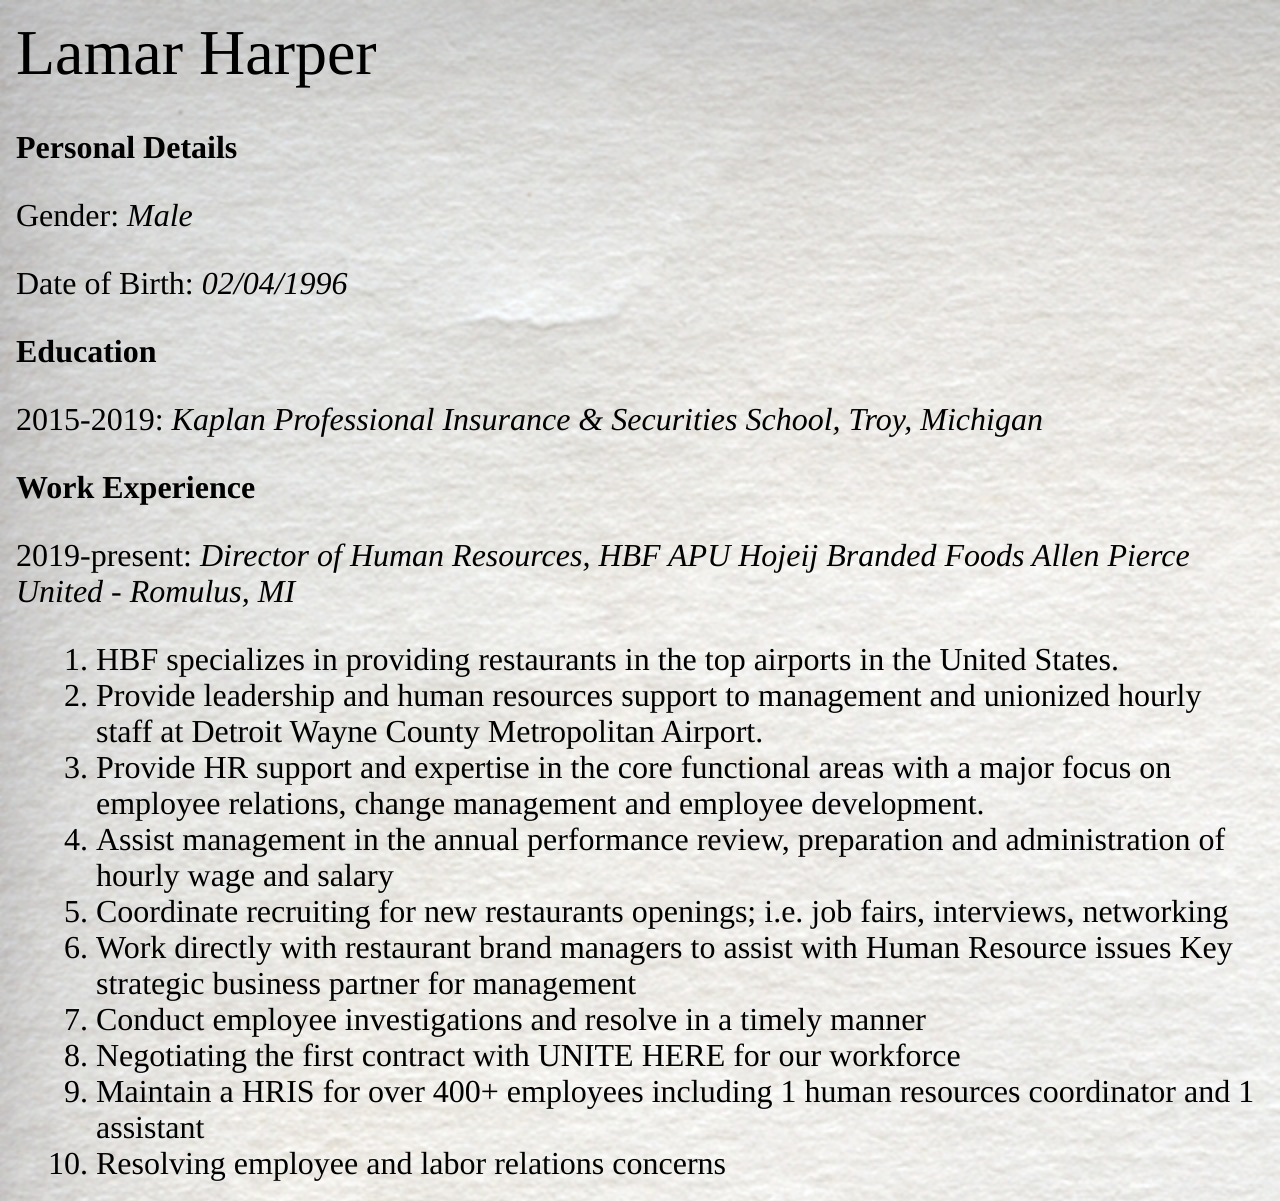 Lamar Harper
Personal Details
Gender: Male
Date of Birth: 02/04/1996
Education
2015-2019: Kaplan Professional Insurance & Securities School, Troy, Michigan
Work Experience
2019-present: Director of Human Resources, HBF APU Hojeij Branded Foods Allen Pierce
United - Romulus, MI
1. HBF specializes in providing restaurants in the top airports in the United States.
2. Provide leadership and human resources support to management and unionized hourly
staff at Detroit Wayne County Metropolitan Airport.
3. Provide HR support and expertise in the core functional areas with a major focus on
employee relations, change management and employee development.
4. Assist management in the annual performance review, preparation and administration of
hourly wage and salary
5. Coordinate recruiting for new restaurants openings; i.e. job fairs, interviews, networking
6. Work directly with restaurant brand managers to assist with Human Resource issues Key
strategic business partner for management
7. Conduct employee investigations and resolve in a timely manner
8. Negotiating the first contract with UNITE HERE for our workforce
9. Maintain a HRIS for over 400+ employees including 1 human resources coordinator and 1
assistant
10. Resolving employee and labor relations concerns